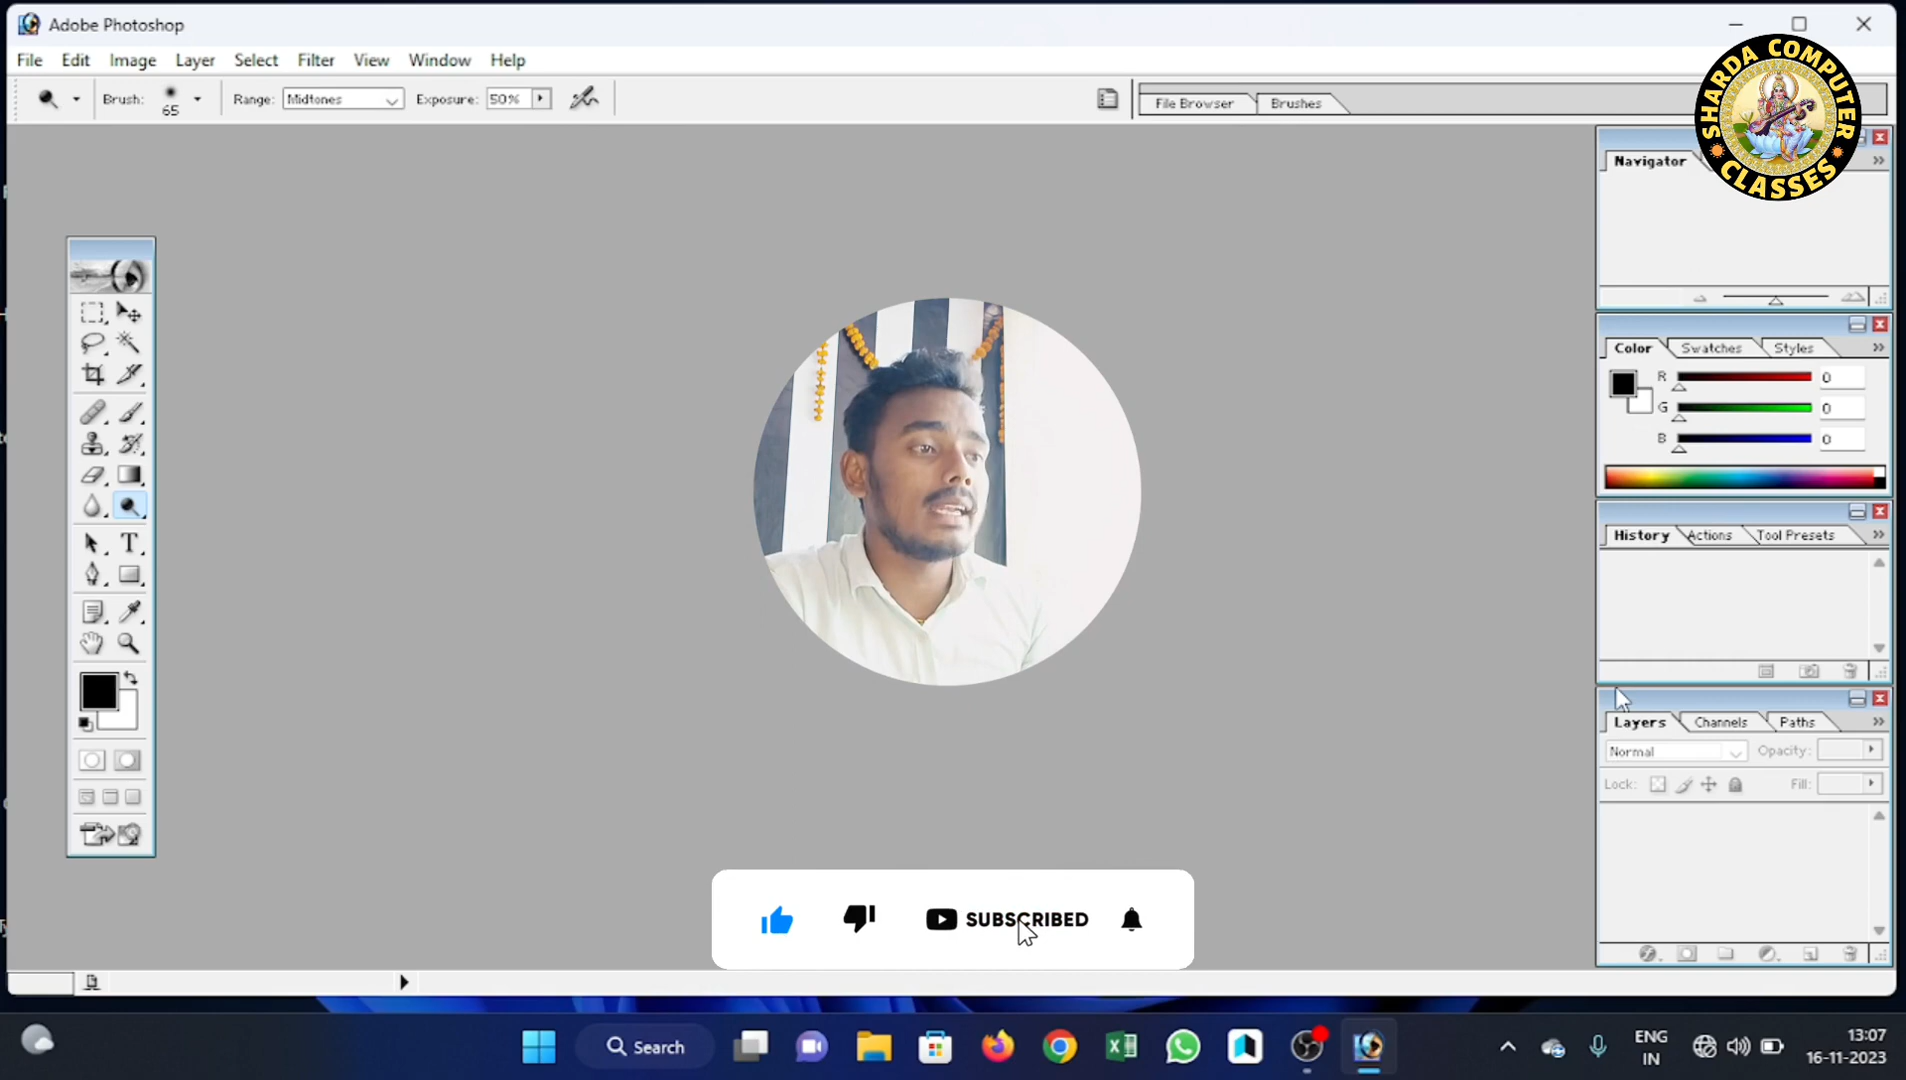 Adobe Photoshop
File Edit Image Layer Select Filter View Window Help
Brush: 65 Range: Midtones Exposure: 50% File Browser Brushes
SHARDA COMPUTER CLASSES
Navigator
Color Swatches Styles
R 0
G 0
B 0
History Actions Tool Presets
Layers Channels Paths
Normal Opacity:
Lock: Fill:
T
SUBSCRIBED
Search
ENG
IN
13:07
16-11-2023